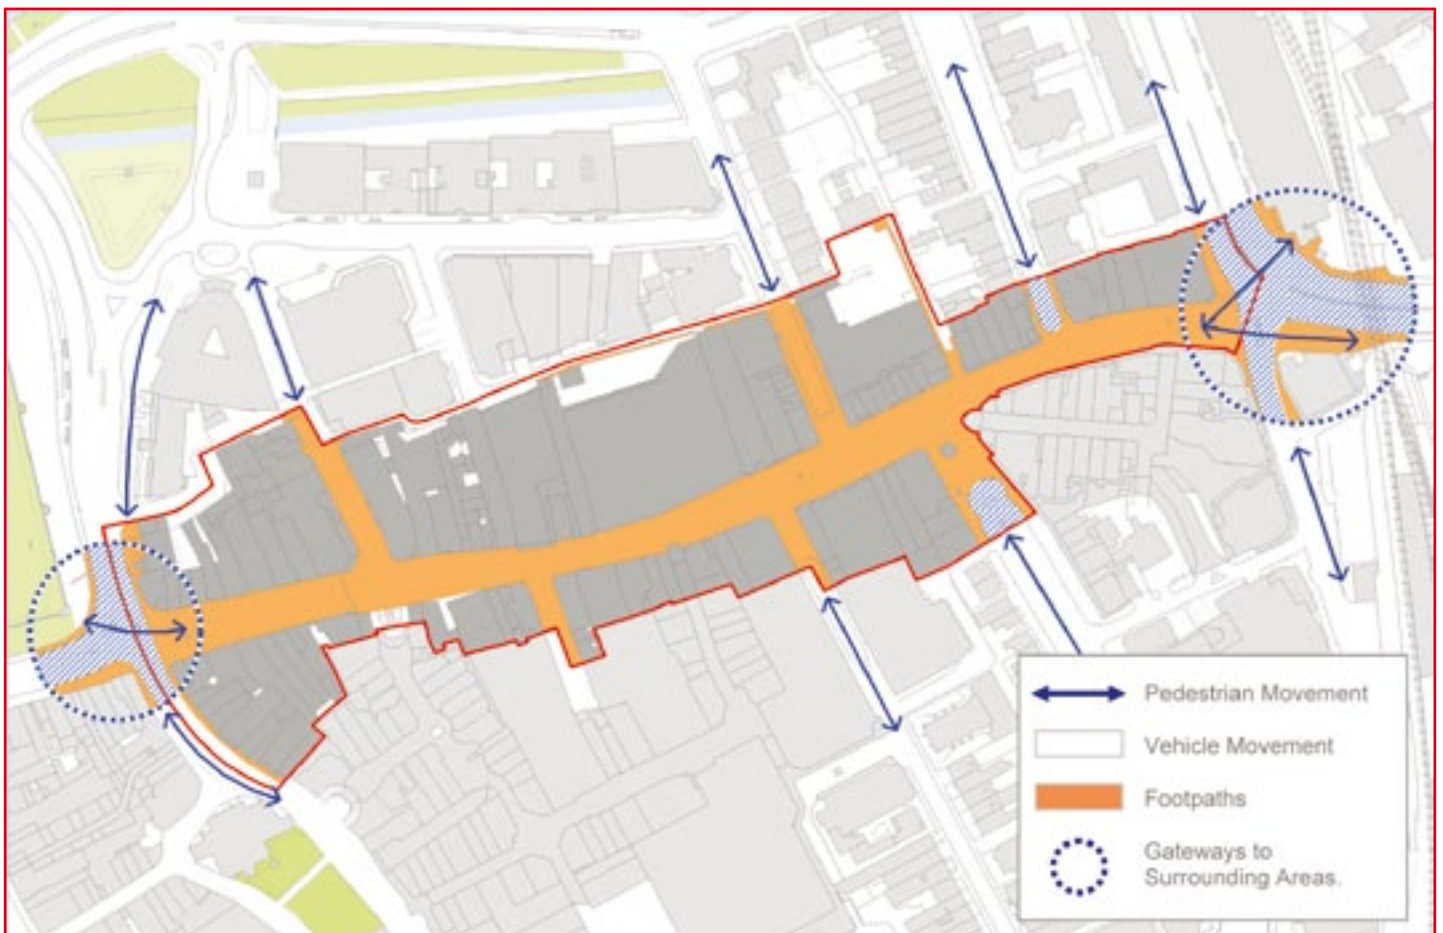 Pedestrian Movement
Vehicle Movement
Footpaths
Gateways to
Surrounding Areas.